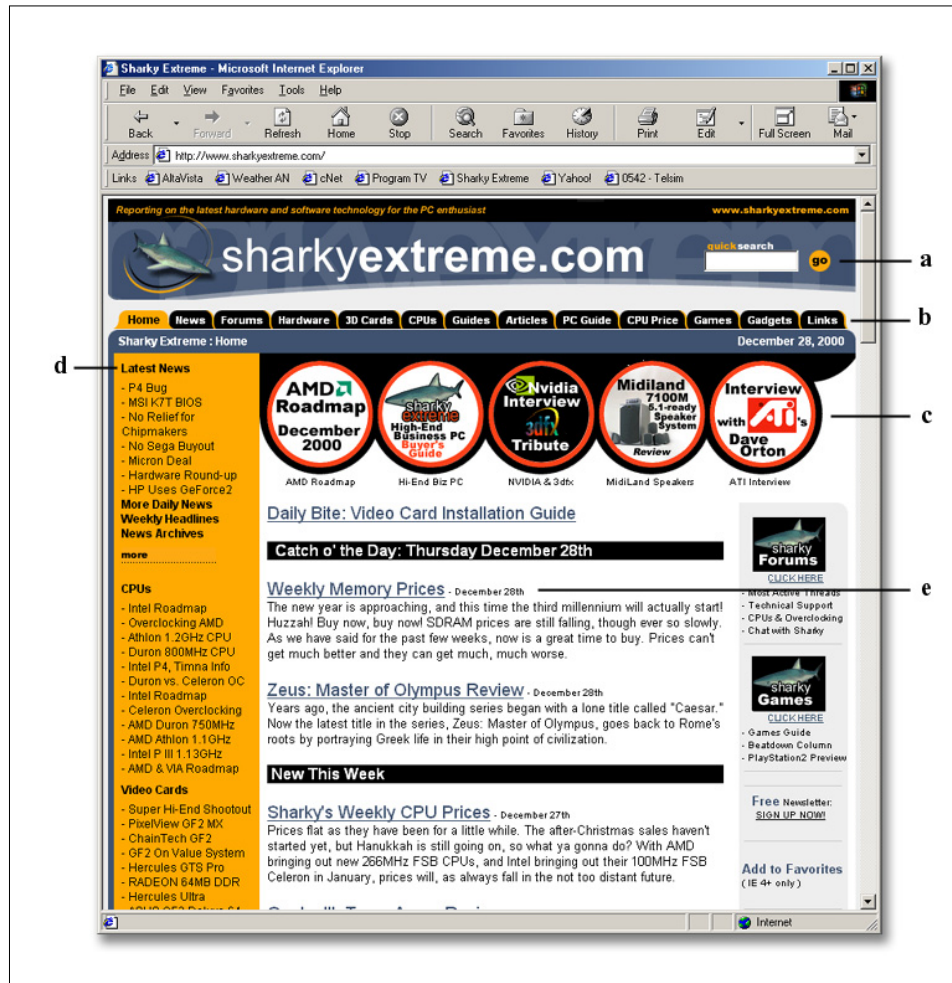 Sharky Extreme - Microsoft Internet Explorer
File Edit View Favorites Tools Help
Back Forward Refresh Home Stop Search Favorites History Print Edit Full Screen Mail
Address http://www.sharkyextreme.com/
Links AltaVista Weather AN cNet Program TV Sharky Extreme Yahoo! 0542 - Telsim
Reporting on the latest hardware and software technology for the PC enthusiast www.sharkyextreme.com
quicksearch
sharkyextreme.com
go
a
Home News Forums Hardware 3D Cards CPUs Guides Articles PC Guide CPU Price Games Gadgets Links
b
Sharky Extreme : Home December 28, 2000
d
Latest News
- P4 Bug
- MSI K7T BIOS
- No Relief for
Chipmakers
- No Sega Buyout
- Micron Deal
- Hardware Round-up
- HP Uses GeForce2
More Daily News
Weekly Headlines
News Archives
more
CPUs
- Intel Roadmap
- Overclocking AMD
- Athlon 1.2GHz CPU
- Duron 800MHz CPU
- Intel P4, Timna Info
- Duron vs. Celeron OC
- Intel Roadmap
- Celeron Overclocking
- AMD Duron 750MHz
- AMD Athlon 1.1GHz
- Intel P III 1.13GHz
- AMD & VIA Roadmap
Video Cards
- Super Hi-End Shootout
- PixelView GF2 MX
- ChainTech GF2
- GF2 On Value System
- Hercules GTS Pro
- RADEON 64MB DDR
- Hercules Ultra
AMD
Roadmap
December
2000
AMD Roadmap
sharky
extreme
High-End
Business PC
Buyer's
Guide
Hi-End Biz PC
Nvidia
Interview
3dfx
Tribute
NVIDIA & 3dfx
Midiland
7100M
5.1-ready
Speaker
System
Review
MidiLand Speakers
Interview
with ATi's
Dave
Orton
ATI Interview
c
Daily Bite: Video Card Installation Guide
Catch o' the Day: Thursday December 28th
Weekly Memory Prices - December 28th
e
The new year is approaching, and this time the third millennium will actually start!
Huzzah! Buy now, buy now! SDRAM prices are still falling, though ever so slowly.
As we have said for the past few weeks, now is a great time to buy. Prices can't
get much better and they can get much, much worse.
Zeus: Master of Olympus Review - December 28th
Years ago, the ancient city building series began with a lone title called "Caesar."
Now the latest title in the series, Zeus: Master of Olympus, goes back to Rome's
roots by portraying Greek life in their high point of civilization.
New This Week
Sharky's Weekly CPU Prices - December 27th
Prices flat as they have been for a little while. The after-Christmas sales haven't
started yet, but Hanukkah is still going on, so what ya gonna do? With AMD
bringing out new 266MHz FSB CPUs, and Intel bringing out their 100MHz FSB
Celeron in January, prices will, as always fall in the not too distant future.
sharky
Forums
CLICK HERE
- Most Active Threads
- Technical Support
- CPUs & Overclocking
- Chat with Sharky
sharky
Games
CLICK HERE
- Games Guide
- Beatdown Column
- PlayStation2 Preview
Free Newsletter:
SIGN UP NOW!
Add to Favorites
( IE 4+ only )
Internet